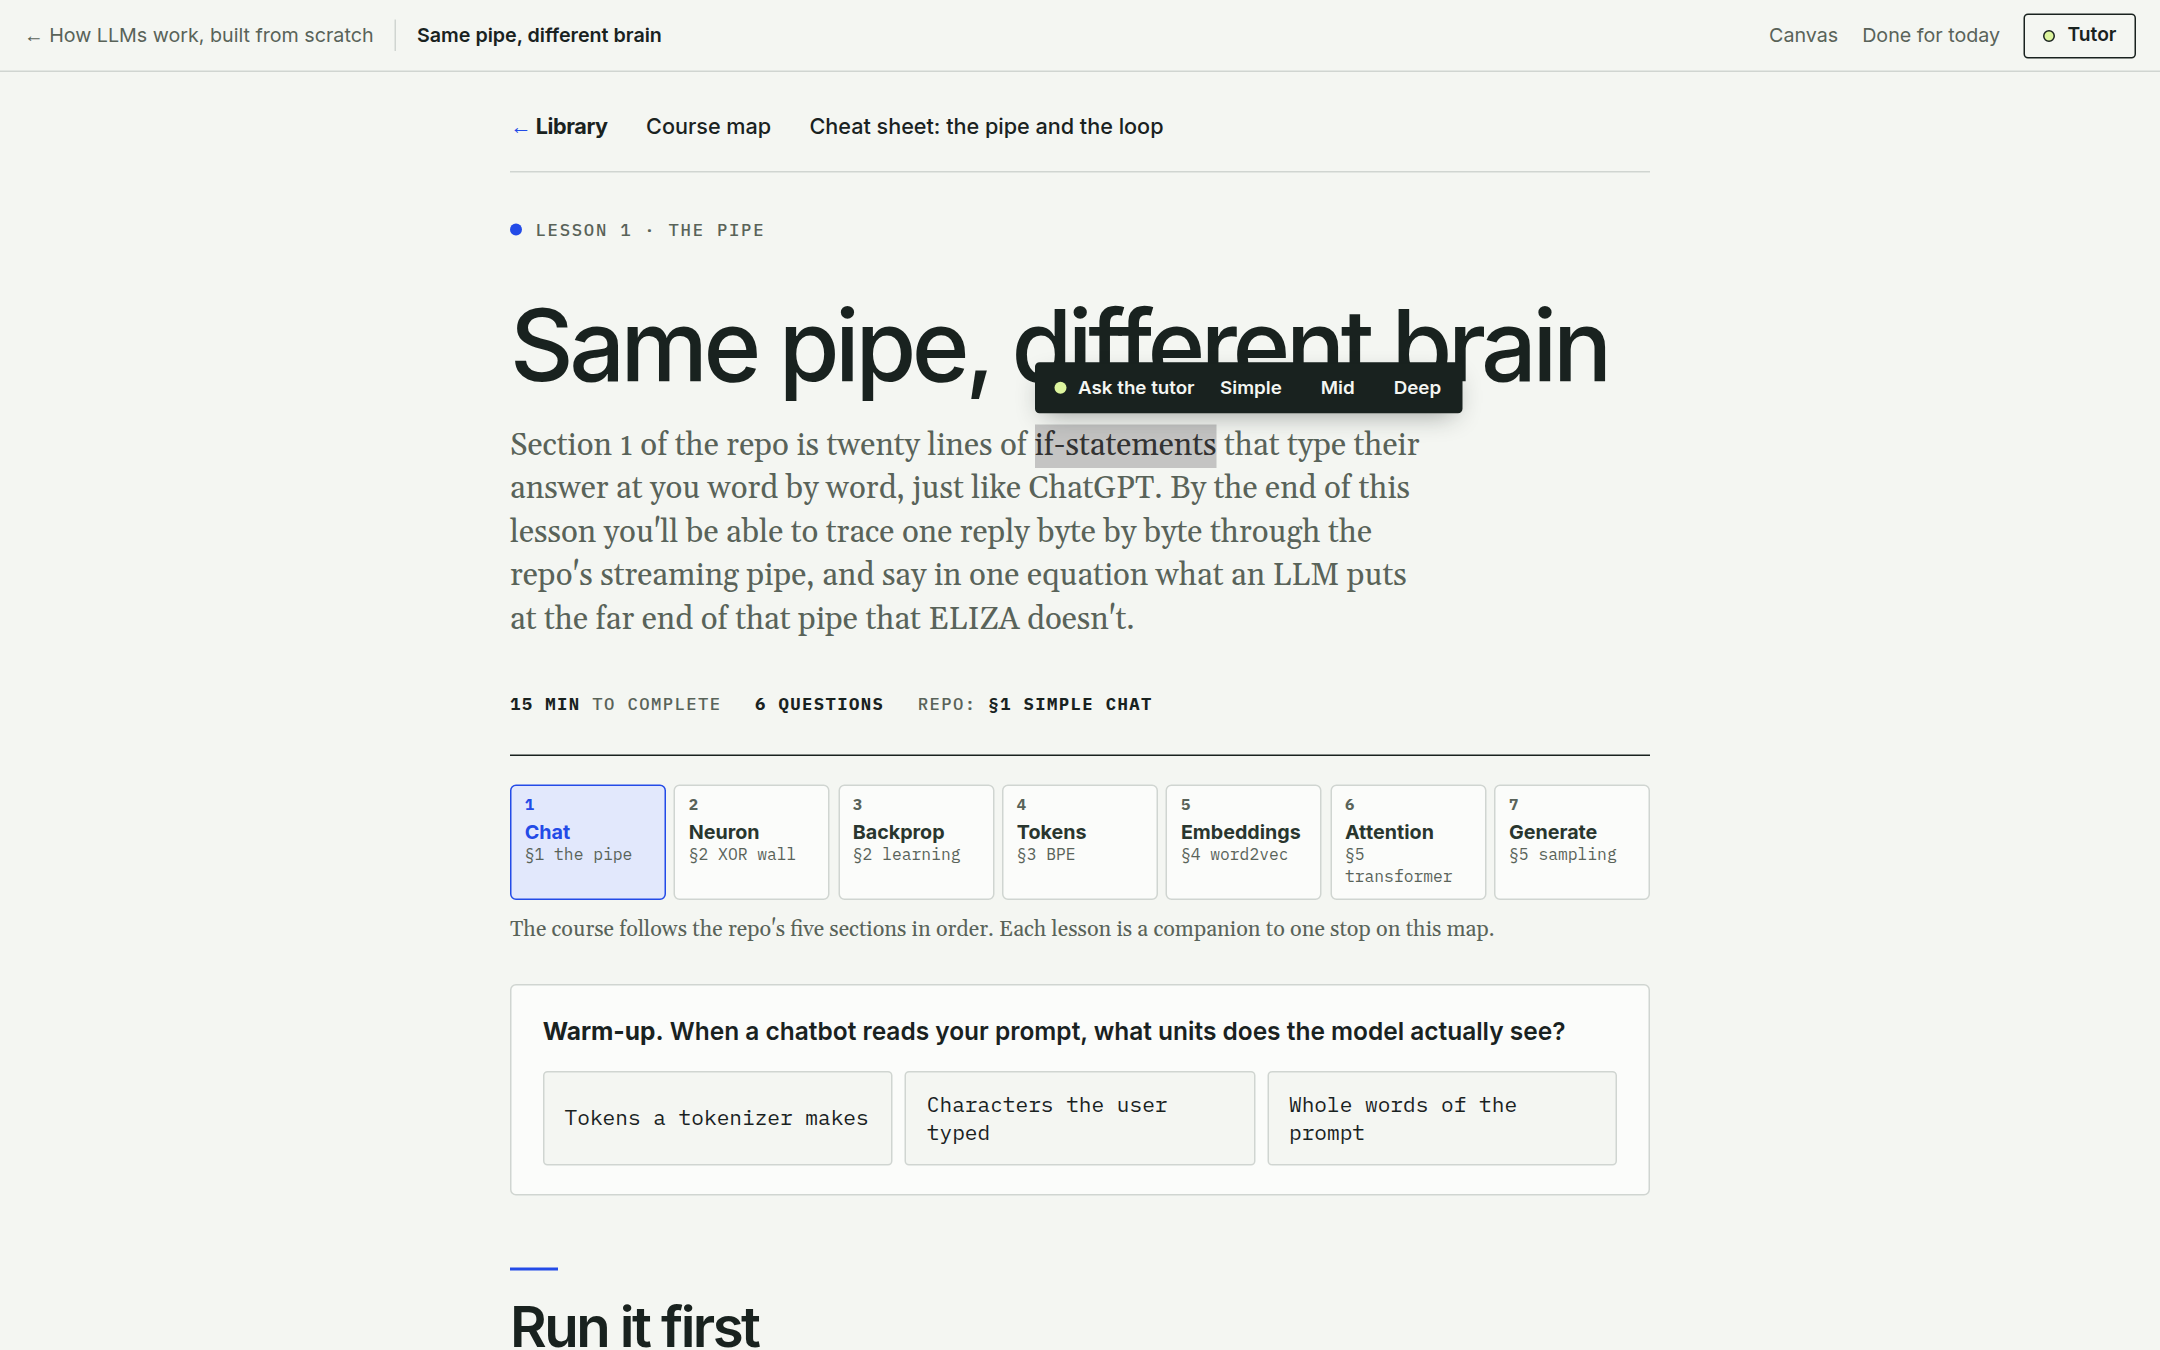 ← How LLMs work, built from scratch
Same pipe, different brain
Canvas
Done for today
Tutor
← Library
Course map
Cheat sheet: the pipe and the loop
LESSON 1 · THE PIPE
Same pipe, different brain
Ask the tutor
Simple
Mid
Deep
Section 1 of the repo is twenty lines of if-statements that type their
answer at you word by word, just like ChatGPT. By the end of this
lesson you'll be able to trace one reply byte by byte through the
repo's streaming pipe, and say in one equation what an LLM puts
at the far end of that pipe that ELIZA doesn't.
15 MIN TO COMPLETE
6 QUESTIONS
REPO: §1 SIMPLE CHAT
1
Chat
§1 the pipe
2
Neuron
§2 XOR wall
3
Backprop
§2 learning
4
Tokens
§3 BPE
5
Embeddings
§4 word2vec
6
Attention
§5
transformer
7
Generate
§5 sampling
The course follows the repo's five sections in order. Each lesson is a companion to one stop on this map.
Warm-up. When a chatbot reads your prompt, what units does the model actually see?
Tokens a tokenizer makes
Characters the user
typed
Whole words of the
prompt
Run it first